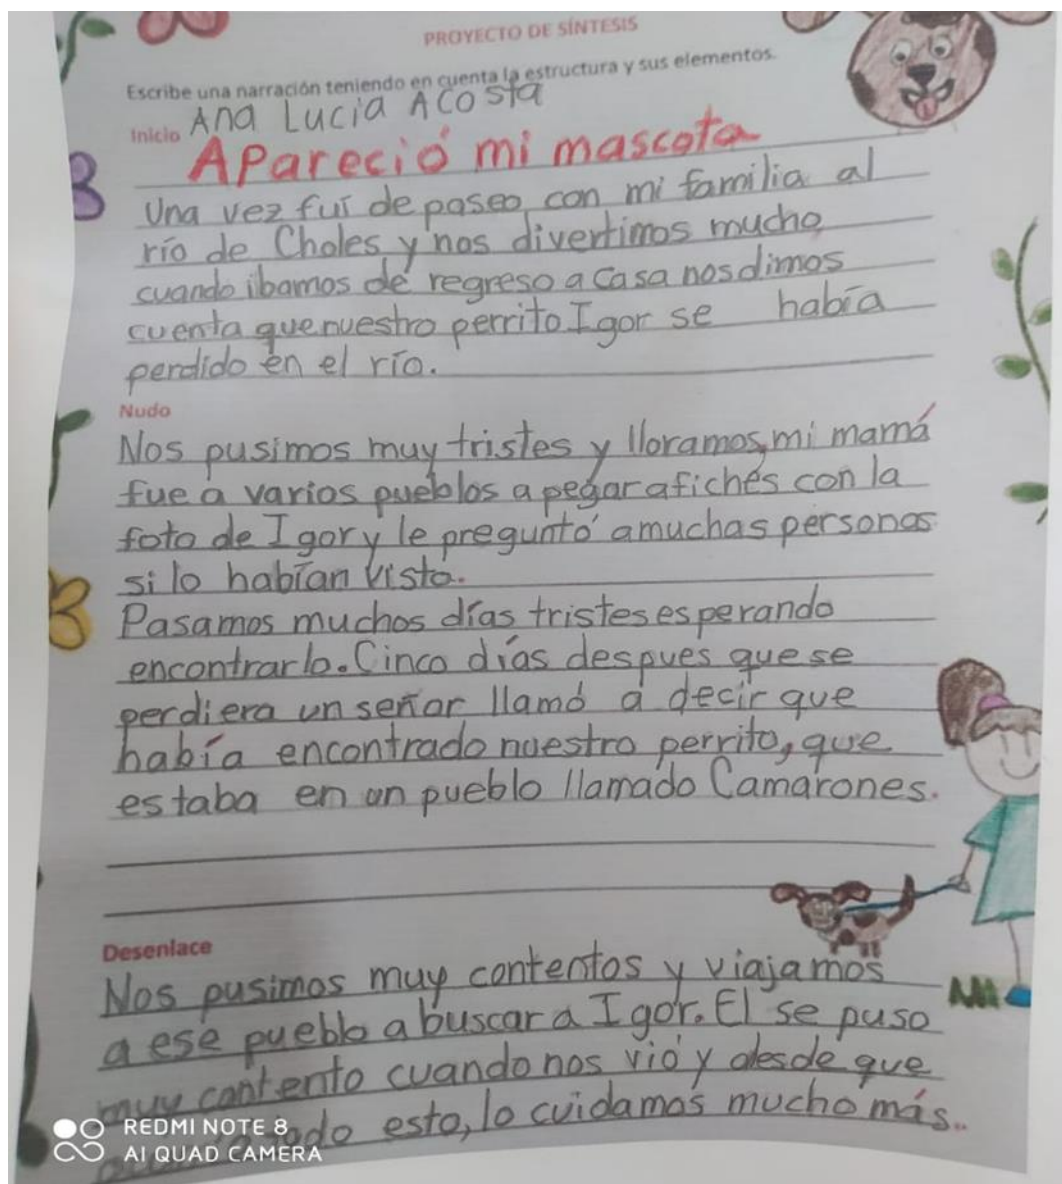 PROYECTO DE SÍNTESIS
Escribe una narración teniendo en cuenta la estructura y sus elementos.
Ana Lucia Acosta
Inicio
Apareció mi mascota
Una vez fui de paseo con mi familia al
río de Choles y nos divertimos mucho,
cuando ibamos de regreso a casa nos dimos
cuenta que nuestro perrito Igor se había
perdido en el río.
Nudo
Nos pusimos muy tristes y lloramos, mi mamá
fue a varios pueblos a pegar afiches con la
foto de Igor y le preguntó a muchas personas
si lo habían visto.
Pasamos muchos días tristes esperando
encontrarlo. Cinco días despues que se
perdiera un señor llamó a decir que
había encontrado nuestro perrito, que
estaba en un pueblo llamado Camarones.
Desenlace
Nos pusimos muy contentos y viajamos
a ese pueblo a buscar a Igor. El se puso
muy contento cuando nos vió y desde que
esto, lo cuidamos mucho más..
REDMI NOTE 8
AI QUAD CAMERA